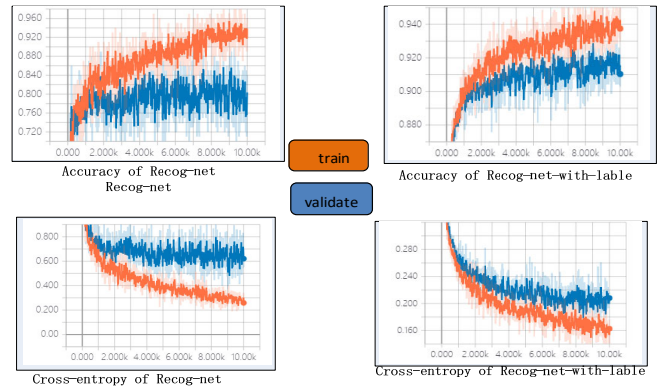 0.960
0.920
0.880
0.840
0.800
0.760
0.720
0.000 2.000k 4.000k 6.000k 8.000k 10.00k
Accuracy of Recog-net
Recog-net
0.940
0.920
0.900
0.880
0.000 2.000k 4.000k 6.000k 8.000k 10.00k
Accuracy of Recog-net-with-lable
train
validate
0.800
0.600
0.400
0.200
0.00
0.000 2.000k 4.000k 6.000k 8.000k 10.00k
Cross-entropy of Recog-net
0.280
0.240
0.200
0.160
0.000 2.000k 4.000k 6.000k 8.000k 10.00k
Cross-entropy of Recog-net-with-lable